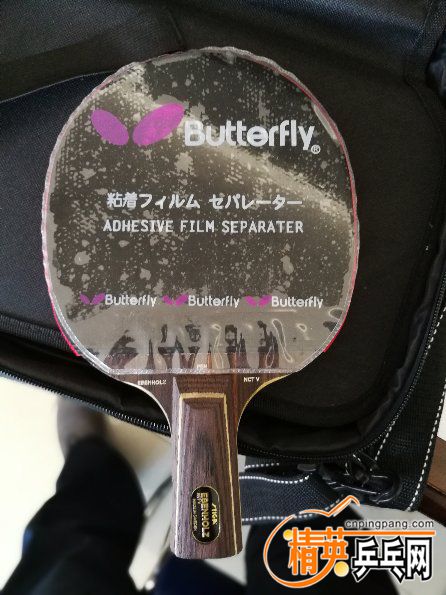 Butterfly®
粘着フィルム セパレーター
ADHESIVE FILM SEPARATER
Butterfly Butterfly Butterfly
EBENHOLZ NCT V
STIGA
EBENHOLZ
NCT V
cnpingpang.com
精英乒乓网